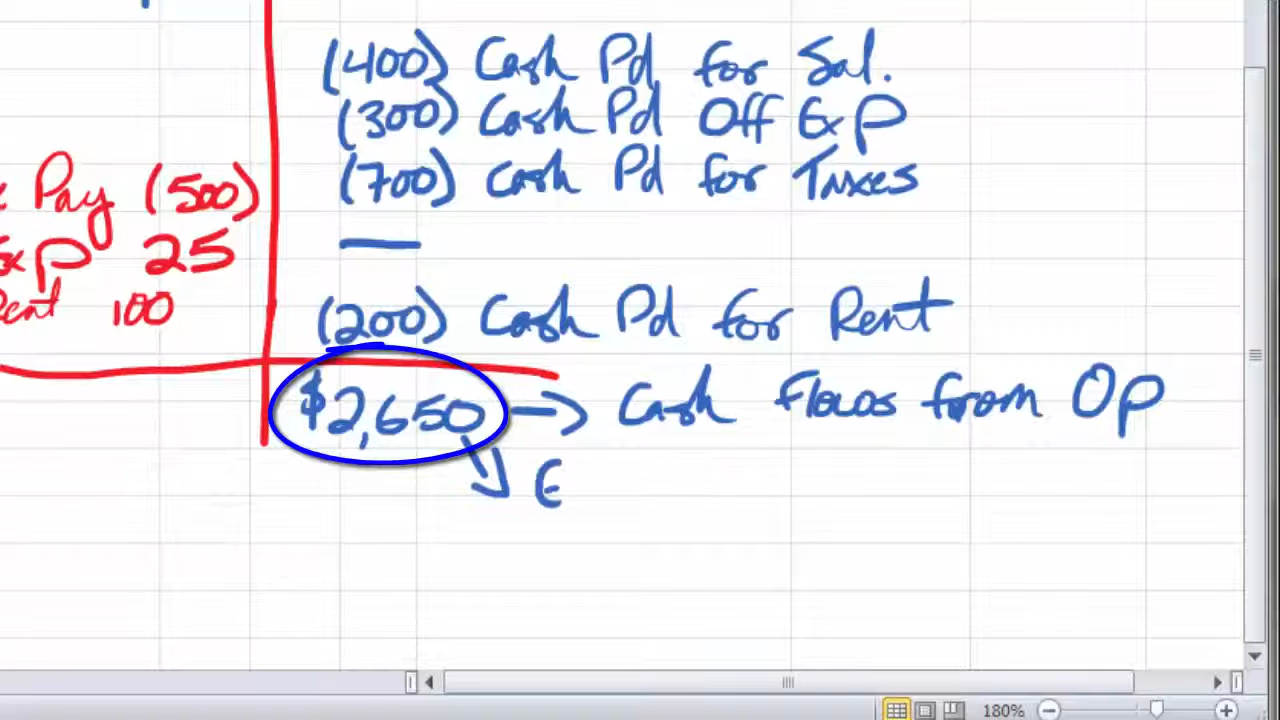 (400) Cash Pd for Sal.
(300) Cash Pd Off Exp
(700) Cash Pd for Taxes
Pay (500)
Exp 25
—
Rent 100
(200) Cash Pd for Rent
$2,650 → Cash Flows from Op
E
180%